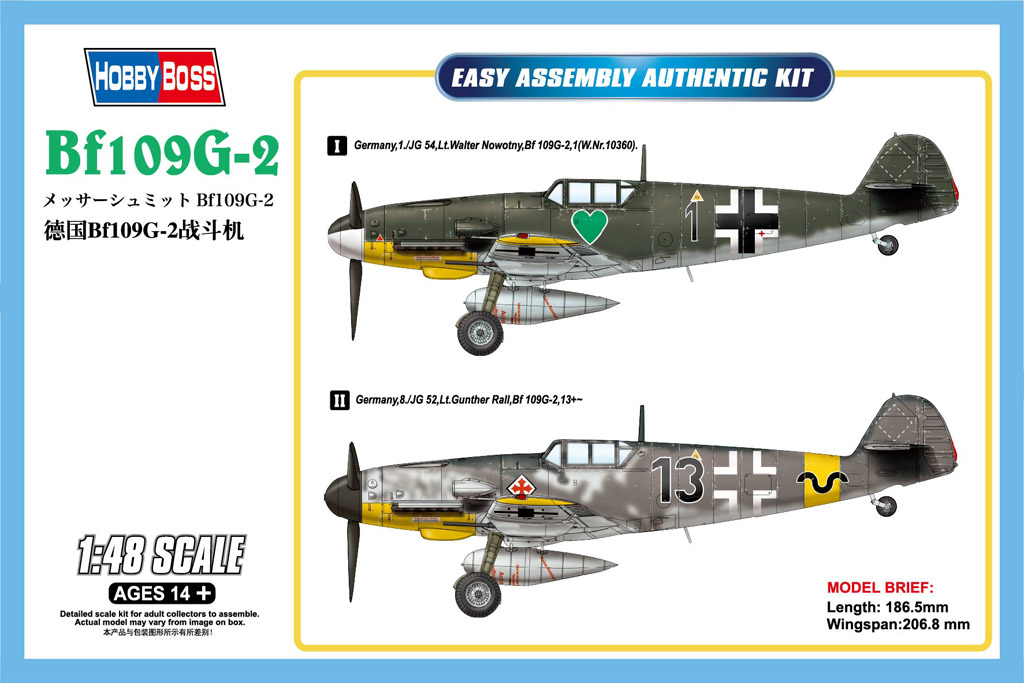 HOBBY BOSS
EASY ASSEMBLY AUTHENTIC KIT
Bf109G-2
メッサーシュミット Bf109G-2
德国Bf109G-2战斗机
I Germany,1./JG 54,Lt.Walter Nowotny,Bf 109G-2,1(W.Nr.10360).
1
II Germany,8./JG 52,Lt.Gunther Rall,Bf 109G-2,13+~
13
1:48 SCALE
AGES 14 +
Detailed scale kit for adult collectors to assemble.
Actual model may vary from image on box.
本产品与包装图形所示有所差别!
MODEL BRIEF:
Length: 186.5mm
Wingspan:206.8 mm